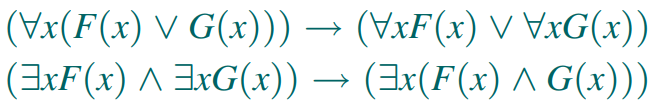 (∀x(F(x) ∨ G(x))) → (∀xF(x) ∨ ∀xG(x))
(∃xF(x) ∧ ∃xG(x)) → (∃x(F(x) ∧ G(x)))